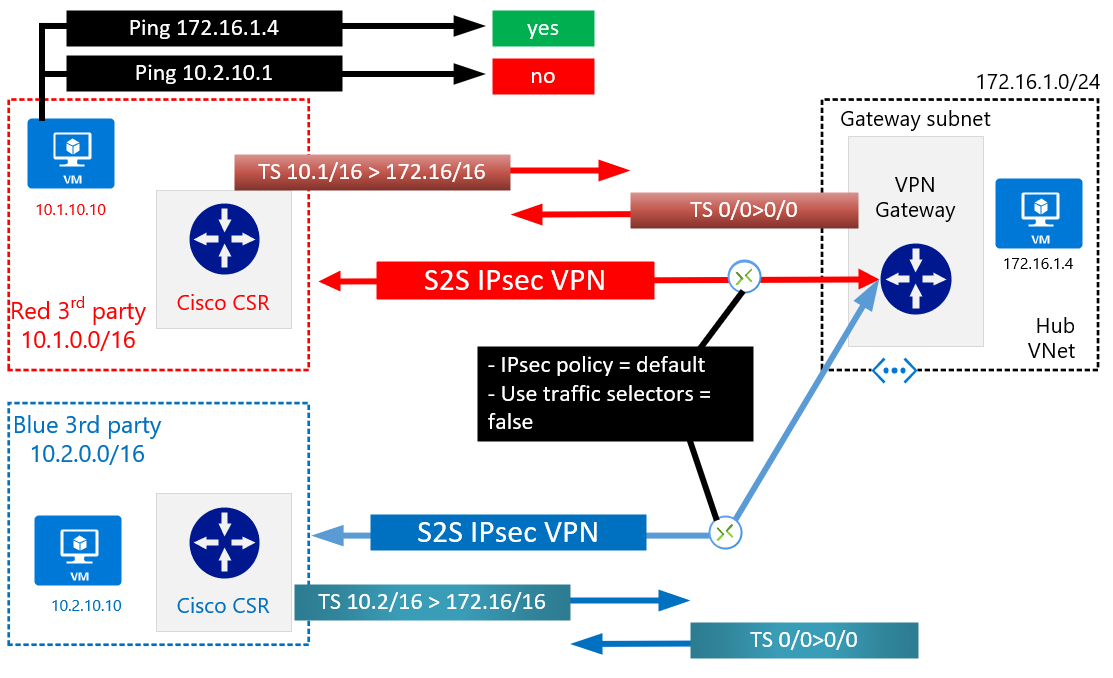 Ping 172.16.1.4
yes
Ping 10.2.10.1
no
172.16.1.0/24
Gateway subnet
VM
10.1.10.10
TS 10.1/16 > 172.16/16
VPN
Gateway
TS 0/0>0/0
VM
172.16.1.4
S2S IPsec VPN
Cisco CSR
Red 3rd party
10.1.0.0/16
Hub
VNet
- IPsec policy = default
- Use traffic selectors =
false
Blue 3rd party
10.2.0.0/16
VM
10.2.10.10
Cisco CSR
S2S IPsec VPN
TS 10.2/16 > 172.16/16
TS 0/0>0/0